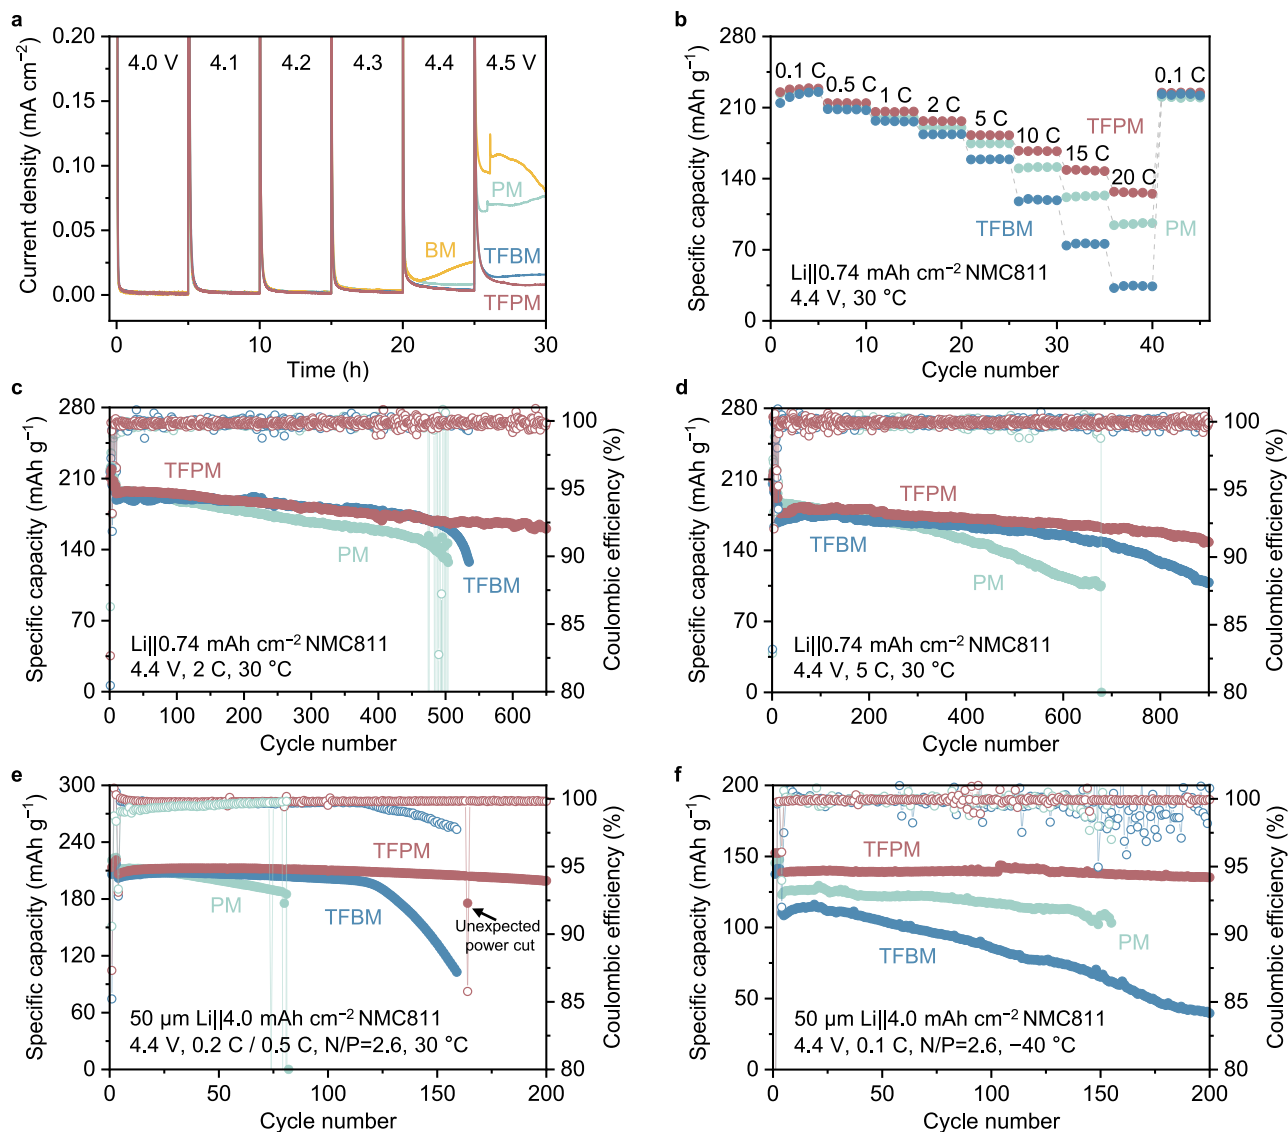 a
Current density (mA cm⁻²)
0.20
0.15
0.10
0.05
0.00
4.0 V
4.1
4.2
4.3
4.4
4.5 V
PM
BM
TFBM
TFPM
0
10
20
30
Time (h)
b
Specific capacity (mAh g⁻¹)
280
210
140
70
0
0.1 C
0.5 C
1 C
2 C
5 C
10 C
15 C
20 C
0.1 C
TFPM
TFBM
PM
Li||0.74 mAh cm⁻² NMC811
4.4 V, 30 °C
0
10
20
30
40
Cycle number
c
Specific capacity (mAh g⁻¹)
280
210
140
70
0
TFPM
PM
TFBM
Li||0.74 mAh cm⁻² NMC811
4.4 V, 2 C, 30 °C
100
95
90
85
80
Coulombic efficiency (%)
0
100
200
300
400
500
600
Cycle number
d
Specific capacity (mAh g⁻¹)
280
210
140
70
0
TFPM
TFBM
PM
Li||0.74 mAh cm⁻² NMC811
4.4 V, 5 C, 30 °C
100
95
90
85
80
Coulombic efficiency (%)
0
200
400
600
800
Cycle number
e
Specific capacity (mAh g⁻¹)
300
240
180
120
60
0
TFPM
PM
TFBM
Unexpected
power cut
50 μm Li||4.0 mAh cm⁻² NMC811
4.4 V, 0.2 C / 0.5 C, N/P=2.6, 30 °C
100
95
90
85
80
Coulombic efficiency (%)
0
50
100
150
200
Cycle number
f
Specific capacity (mAh g⁻¹)
200
150
100
50
0
TFPM
PM
TFBM
50 μm Li||4.0 mAh cm⁻² NMC811
4.4 V, 0.1 C, N/P=2.6, −40 °C
100
95
90
85
80
Coulombic efficiency (%)
0
50
100
150
200
Cycle number